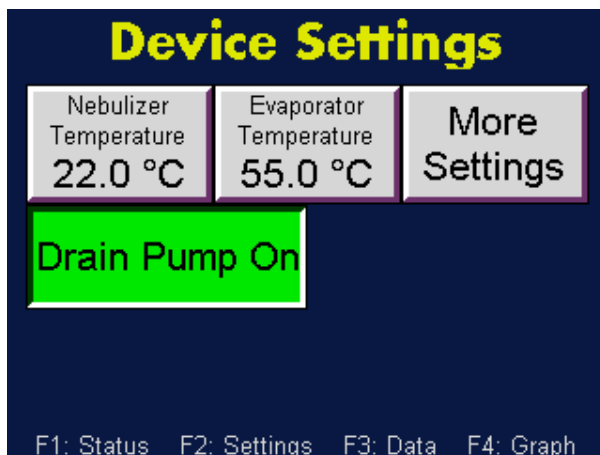 Device Settings
Nebulizer
Temperature
22.0 °C
Evaporator
Temperature
55.0 °C
More
Settings
Drain Pump On
F1: Status F2: Settings F3: Data F4: Graph